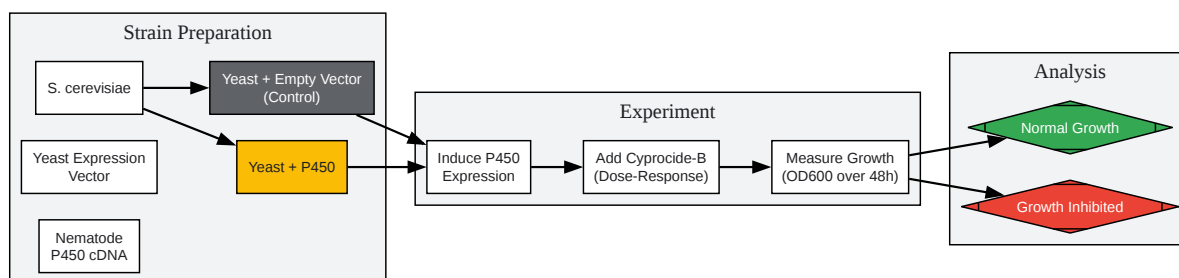 Strain Preparation
S. cerevisiae
Yeast + Empty Vector
(Control)
Yeast Expression
Vector
Yeast + P450
Nematode
P450 cDNA
Experiment
Induce P450
Expression
Add Cyprocide-B
(Dose-Response)
Measure Growth
(OD600 over 48h)
Analysis
Normal Growth
Growth Inhibited